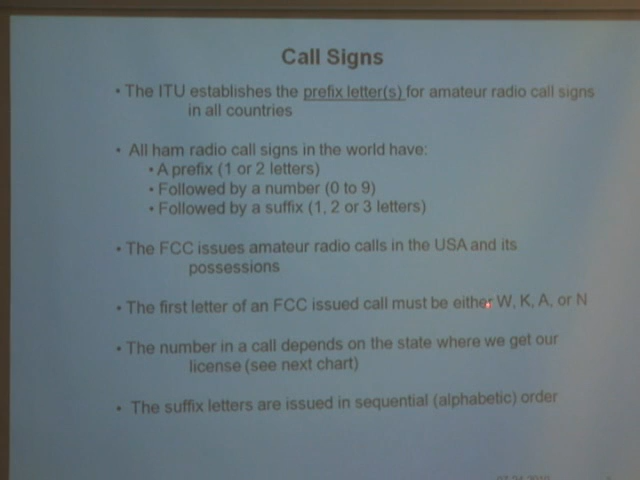 Call Signs
• The ITU establishes the prefix letter(s) for amateur radio call signs
in all countries
• All ham radio call signs in the world have:
• A prefix (1 or 2 letters)
• Followed by a number (0 to 9)
• Followed by a suffix (1, 2 or 3 letters)
• The FCC issues amateur radio calls in the USA and its
possessions
• The first letter of an FCC issued call must be either W, K, A, or N
• The number in a call depends on the state where we get our
license (see next chart)
• The suffix letters are issued in sequential (alphabetic) order